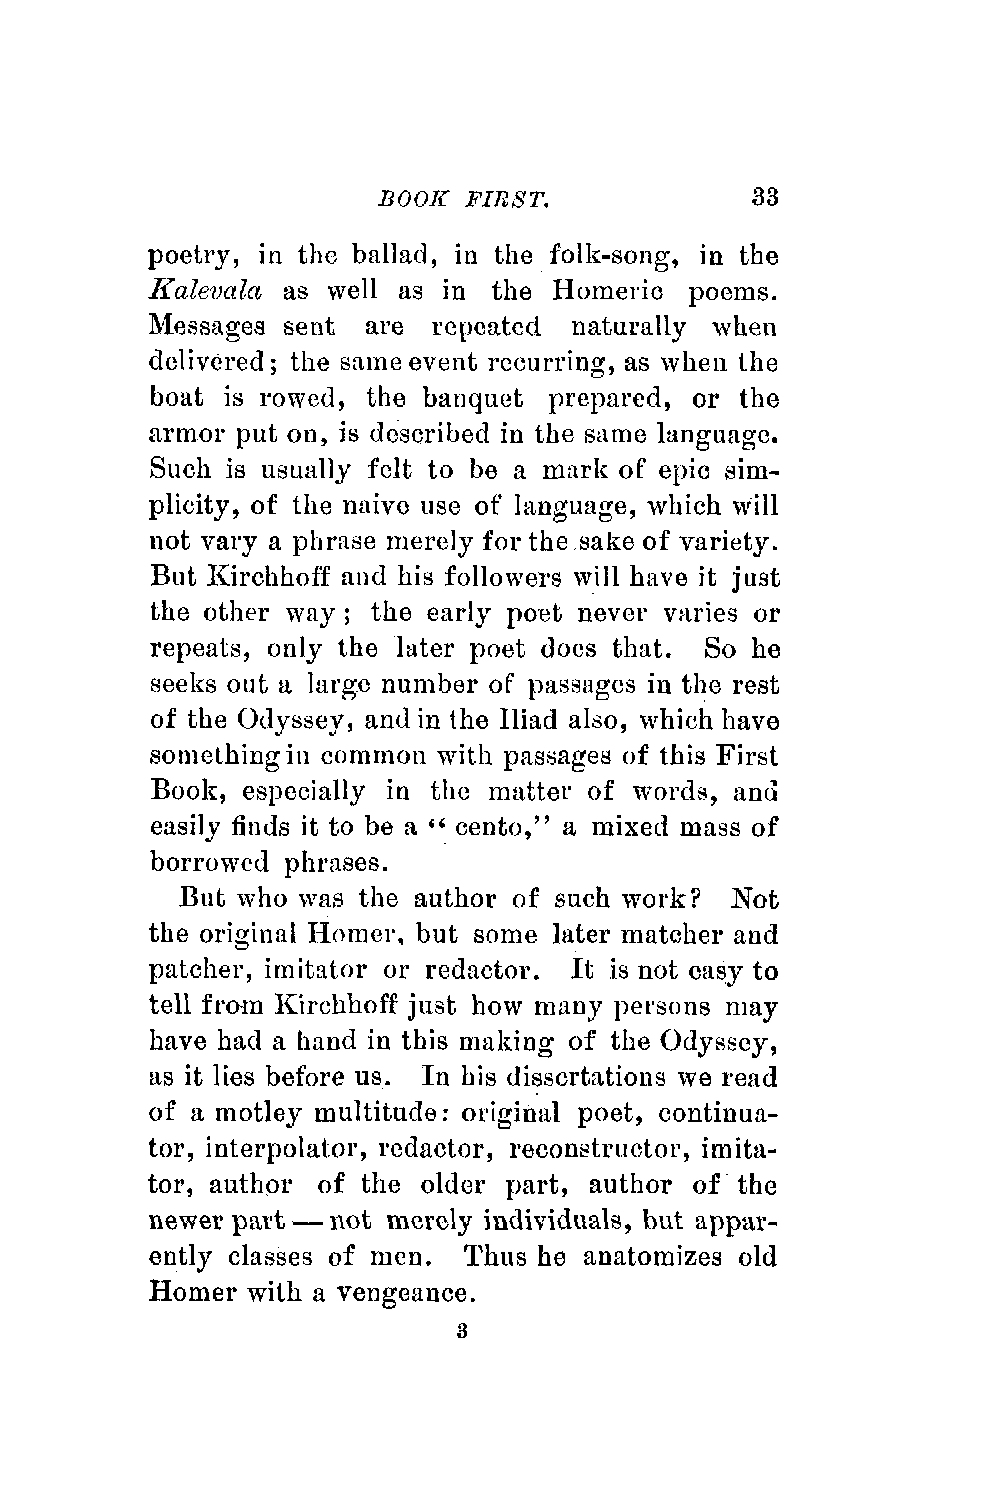 BOOK FIRST. 33
poetry, in the ballad, in the folk-song, in the
Kalevala as well as in the Homeric poems.
Messages sent are repeated naturally when
delivered; the same event recurring, as when the
boat is rowed, the banquet prepared, or the
armor put on, is described in the same language.
Such is usually felt to be a mark of epic sim-
plicity, of the naive use of language, which will
not vary a phrase merely for the sake of variety.
But Kirchhoff and his followers will have it just
the other way; the early poet never varies or
repeats, only the later poet does that. So he
seeks out a large number of passages in the rest
of the Odyssey, and in the Iliad also, which have
something in common with passages of this First
Book, especially in the matter of words, and
easily finds it to be a "cento," a mixed mass of
borrowed phrases.
But who was the author of such work? Not
the original Homer, but some later matcher and
patcher, imitator or redactor. It is not easy to
tell from Kirchhoff just how many persons may
have had a hand in this making of the Odyssey,
as it lies before us. In his dissertations we read
of a motley multitude: original poet, continua-
tor, interpolator, redactor, reconstructor, imita-
tor, author of the older part, author of the
newer part — not merely individuals, but appar-
ently classes of men. Thus he anatomizes old
Homer with a vengeance.
3